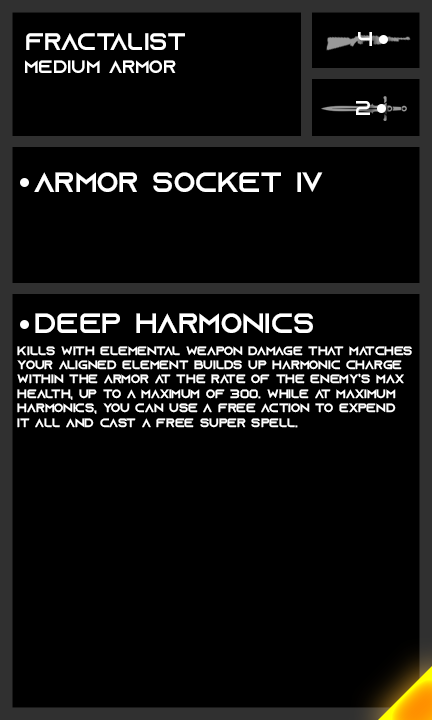 FRACTALIST
MEDIUM ARMOR
4•
2•
•ARMOR SOCKET IV
•DEEP HARMONICS
KILLS WITH ELEMENTAL WEAPON DAMAGE THAT MATCHES
YOUR ALIGNED ELEMENT BUILDS UP HARMONIC CHARGE
WITHIN THE ARMOR AT THE RATE OF THE ENEMY'S MAX
HEALTH, UP TO A MAXIMUM OF 300. WHILE AT MAXIMUM
HARMONICS, YOU CAN USE A FREE ACTION TO EXPEND
IT ALL AND CAST A FREE SUPER SPELL.